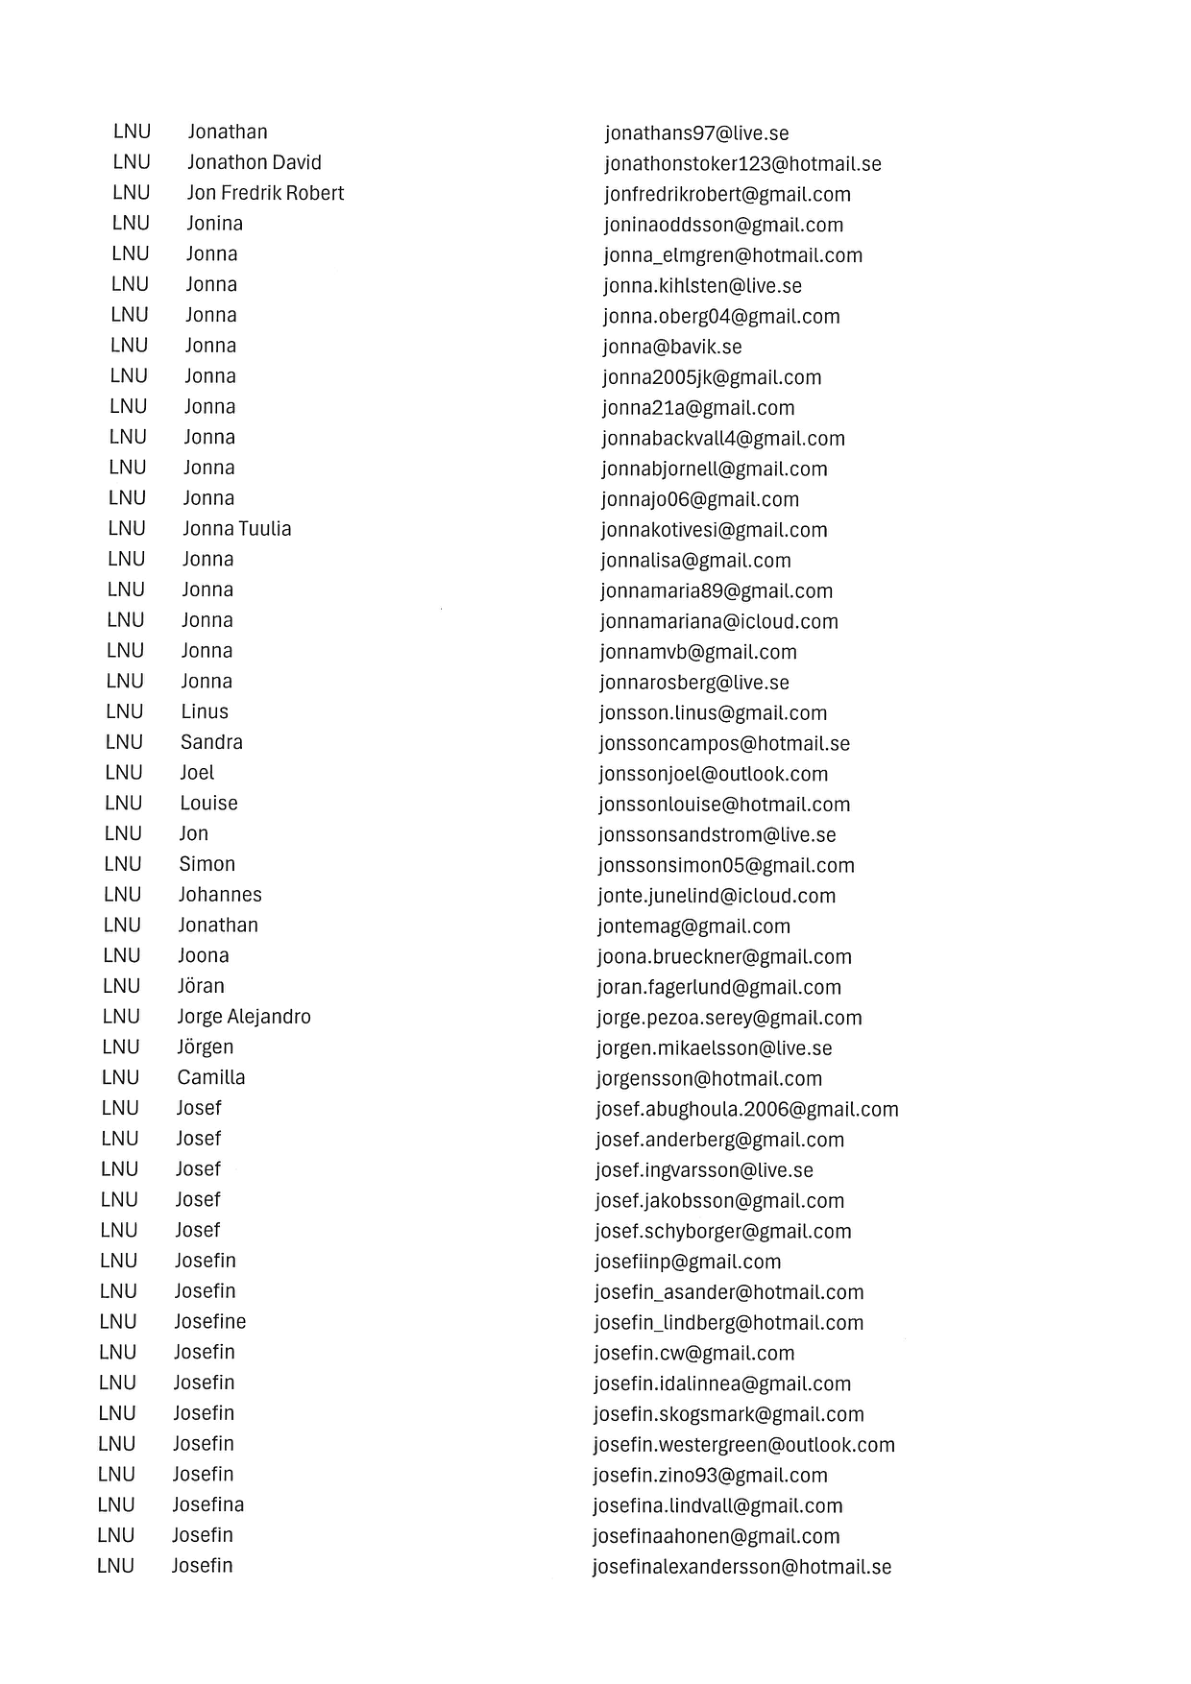 LNU Jonathan jonathans97@live.se
LNU Jonathon David jonathonstoker123@hotmail.se
LNU Jon Fredrik Robert jonfredrikrobert@gmail.com
LNU Jonina joninaoddsson@gmail.com
LNU Jonna jonna_elmgren@hotmail.com
LNU Jonna jonna.kihlsten@live.se
LNU Jonna jonna.oberg04@gmail.com
LNU Jonna jonna@bavik.se
LNU Jonna jonna2005jk@gmail.com
LNU Jonna jonna21a@gmail.com
LNU Jonna jonnabackvall4@gmail.com
LNU Jonna jonnabjornell@gmail.com
LNU Jonna jonnajo06@gmail.com
LNU Jonna Tuulia jonnakotivesi@gmail.com
LNU Jonna jonnalisa@gmail.com
LNU Jonna jonnamaria89@gmail.com
LNU Jonna jonnamariana@icloud.com
LNU Jonna jonnamvb@gmail.com
LNU Jonna jonnarosberg@live.se
LNU Linus jonsson.linus@gmail.com
LNU Sandra jonssoncampos@hotmail.se
LNU Joel jonssonjoel@outlook.com
LNU Louise jonssonlouise@hotmail.com
LNU Jon jonssonsandstrom@live.se
LNU Simon jonssonsimon05@gmail.com
LNU Johannes jonte.junelind@icloud.com
LNU Jonathan jontemag@gmail.com
LNU Joona joona.brueckner@gmail.com
LNU Jöran joran.fagerlund@gmail.com
LNU Jorge Alejandro jorge.pezoa.serey@gmail.com
LNU Jörgen jorgen.mikaelsson@live.se
LNU Camilla jorgensson@hotmail.com
LNU Josef josef.abughoula.2006@gmail.com
LNU Josef josef.anderberg@gmail.com
LNU Josef josef.ingvarsson@live.se
LNU Josef josef.jakobsson@gmail.com
LNU Josef josef.schyborger@gmail.com
LNU Josefin josefiinp@gmail.com
LNU Josefin josefin_asander@hotmail.com
LNU Josefine josefin_lindberg@hotmail.com
LNU Josefin josefin.cw@gmail.com
LNU Josefin josefin.idalinnea@gmail.com
LNU Josefin josefin.skogsmark@gmail.com
LNU Josefin josefin.westergreen@outlook.com
LNU Josefin josefin.zino93@gmail.com
LNU Josefina josefina.lindvall@gmail.com
LNU Josefin josefinaahonen@gmail.com
LNU Josefin josefinalexandersson@hotmail.se